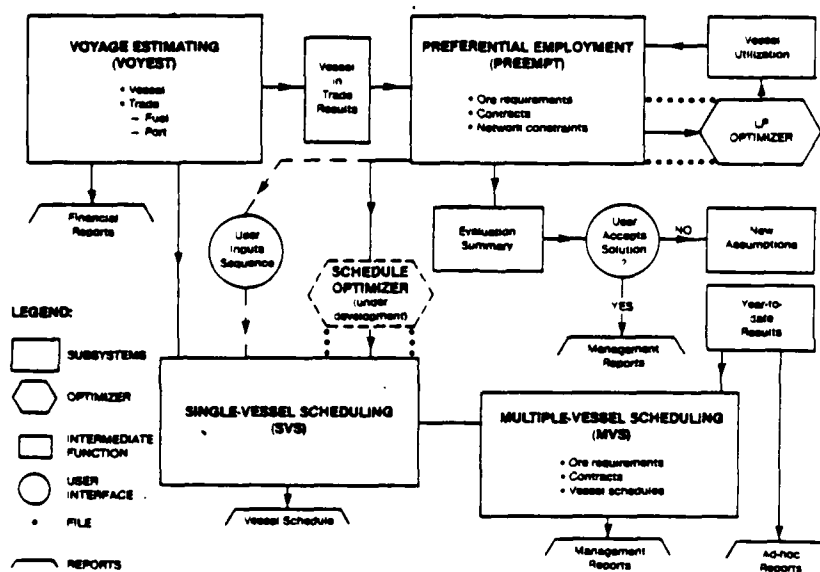 VOYAGE ESTIMATING
(VOYEST)
• Vessel
• Trade
– Fuel
– Port
Vessel
in
Trade
Results
PREFERENTIAL EMPLOYMENT
(PREEMPT)
• Ore requirements
• Contracts
• Network constraints
Vessel
Utilization
LP
OPTIMIZER
Financial
Reports
User
Inputs
Sequence
SCHEDULE
OPTIMIZER
(under
development)
Evaluation
Summary
User
Accepts
Solution
?
NO
New
Assumptions
YES
Management
Reports
Year-to-
date
Results
LEGEND:
SUBSYSTEMS
OPTIMIZER
INTERMEDIATE
FUNCTION
USER
INTERFACE
• FILE
REPORTS
SINGLE-VESSEL SCHEDULING
(SVS)
Vessel Schedule
MULTIPLE-VESSEL SCHEDULING
(MVS)
• Ore requirements
• Contracts
• Vessel schedules
Management
Reports
Ad-hoc
Reports